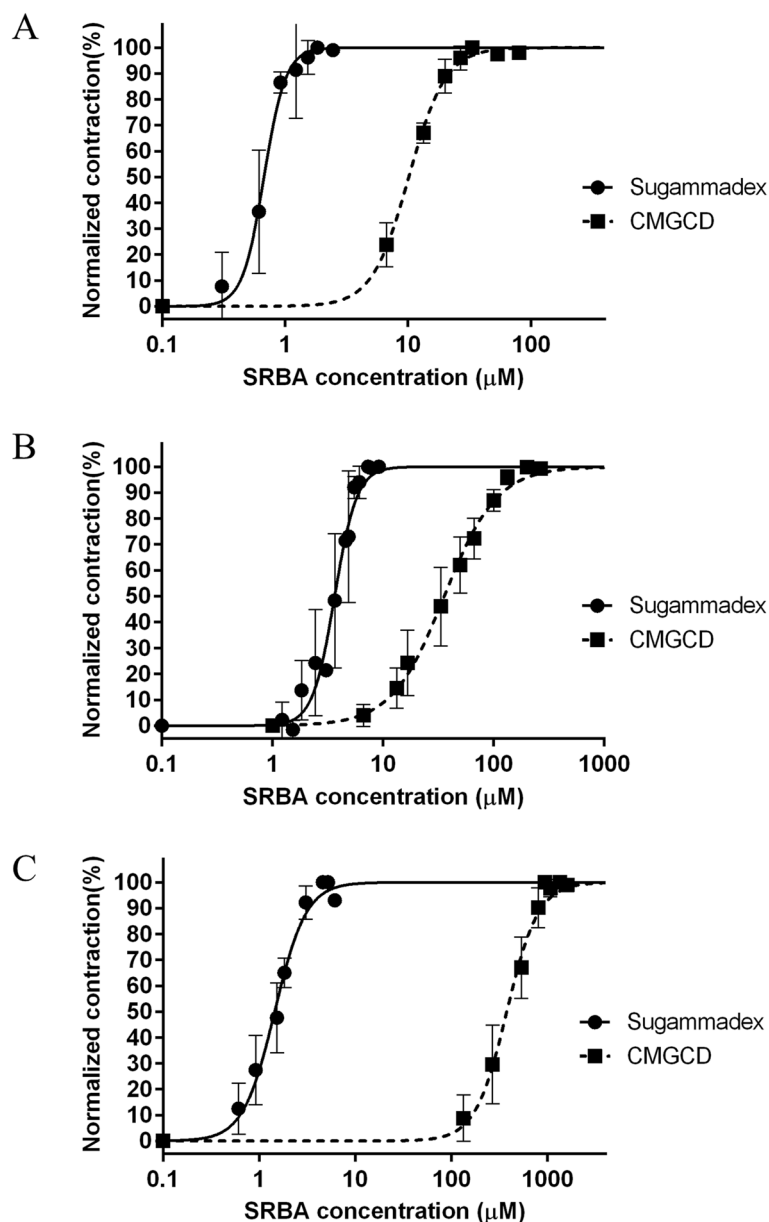 A
Normalized contraction(%)
100
90
80
70
60
50
40
30
20
10
0
0.1 1 10 100
SRBA concentration (μM)
Sugammadex
CMGCD
B
Normalized contraction(%)
100
90
80
70
60
50
40
30
20
10
0
0.1 1 10 100 1000
SRBA concentration (μM)
Sugammadex
CMGCD
C
Normalized contraction(%)
100
90
80
70
60
50
40
30
20
10
0
0.1 1 10 100 1000
SRBA concentration (μM)
Sugammadex
CMGCD